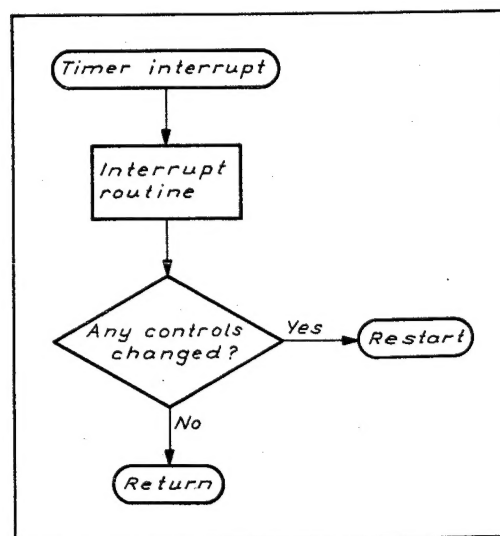 Timer interrupt
Interrupt
routine
Any controls
changed?
Yes
Restart
No
Return